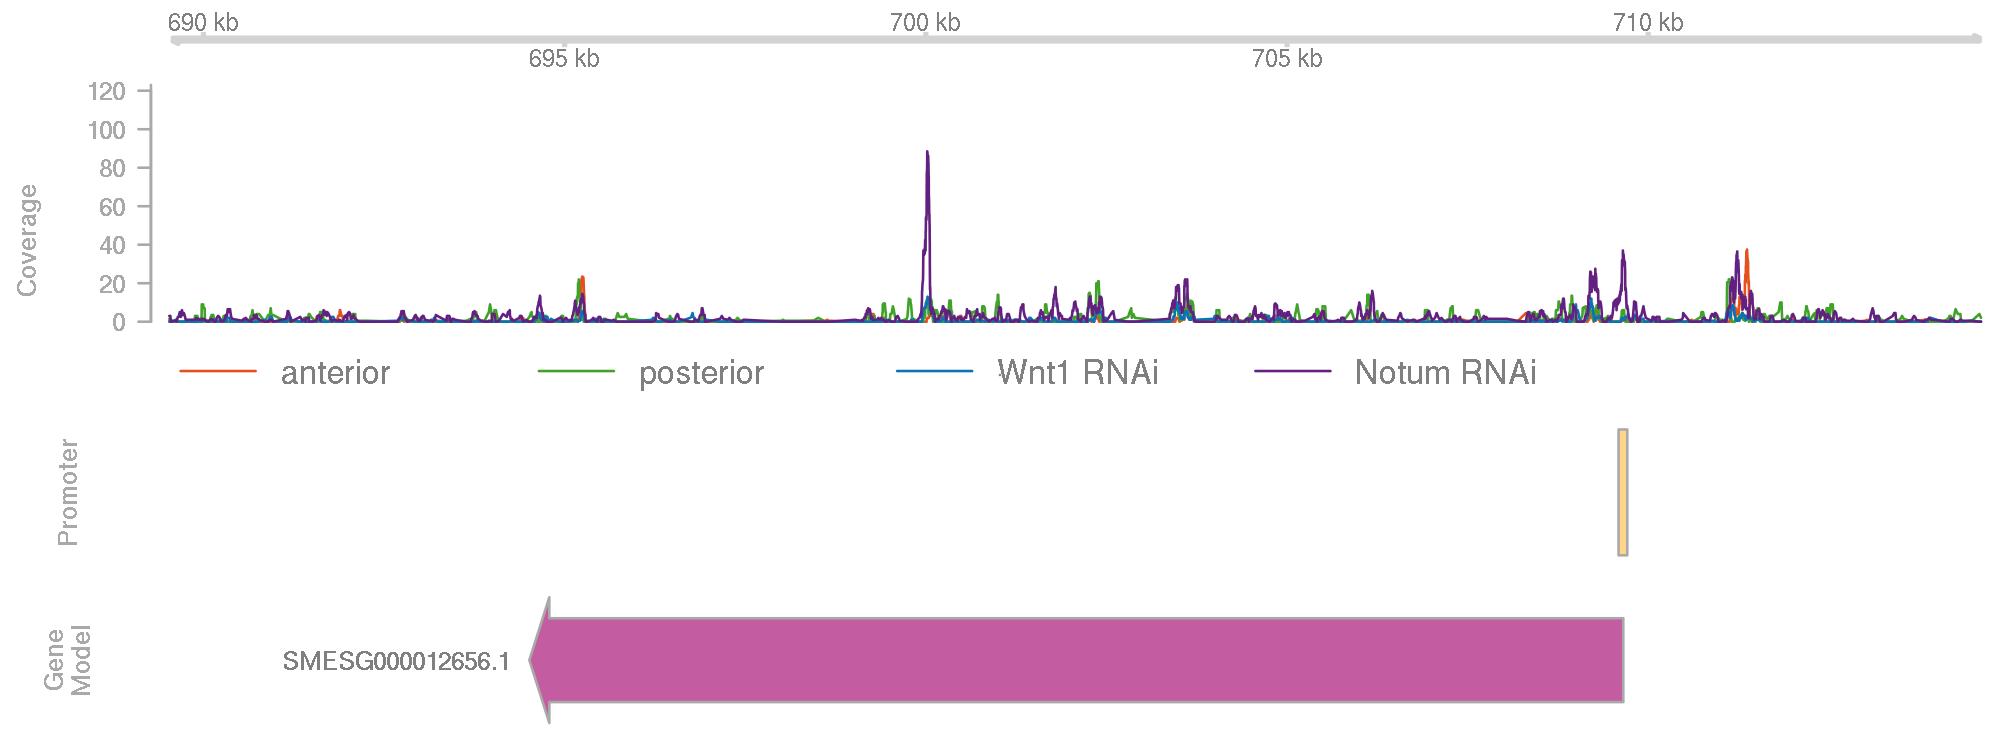 690 kb
700 kb
710 kb
695 kb
705 kb
120
100
80
60
40
20
0
Coverage
anterior
posterior
Wnt1 RNAi
Notum RNAi
Promoter
Gene
Model
SMESG000012656.1